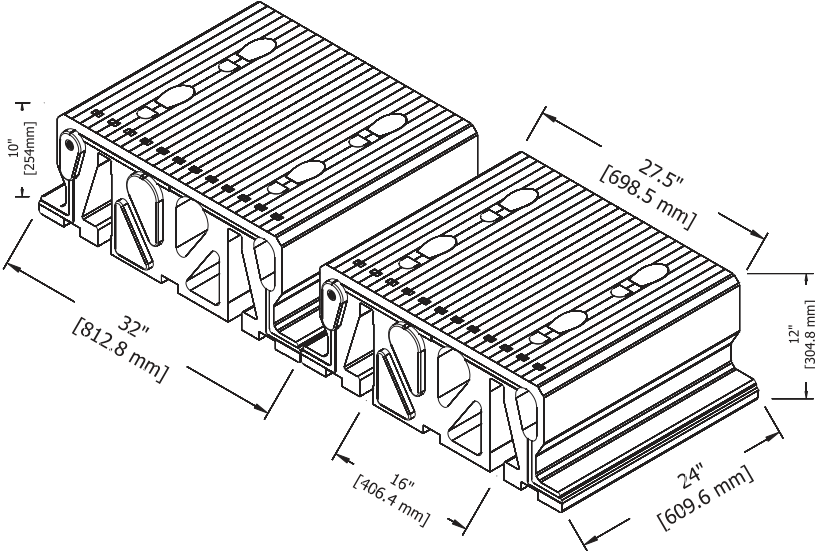 10"
[254mm]
27.5"
[698.5 mm]
32"
[812.8 mm]
12"
[304.8 mm]
16"
[406.4 mm]
24"
[609.6 mm]